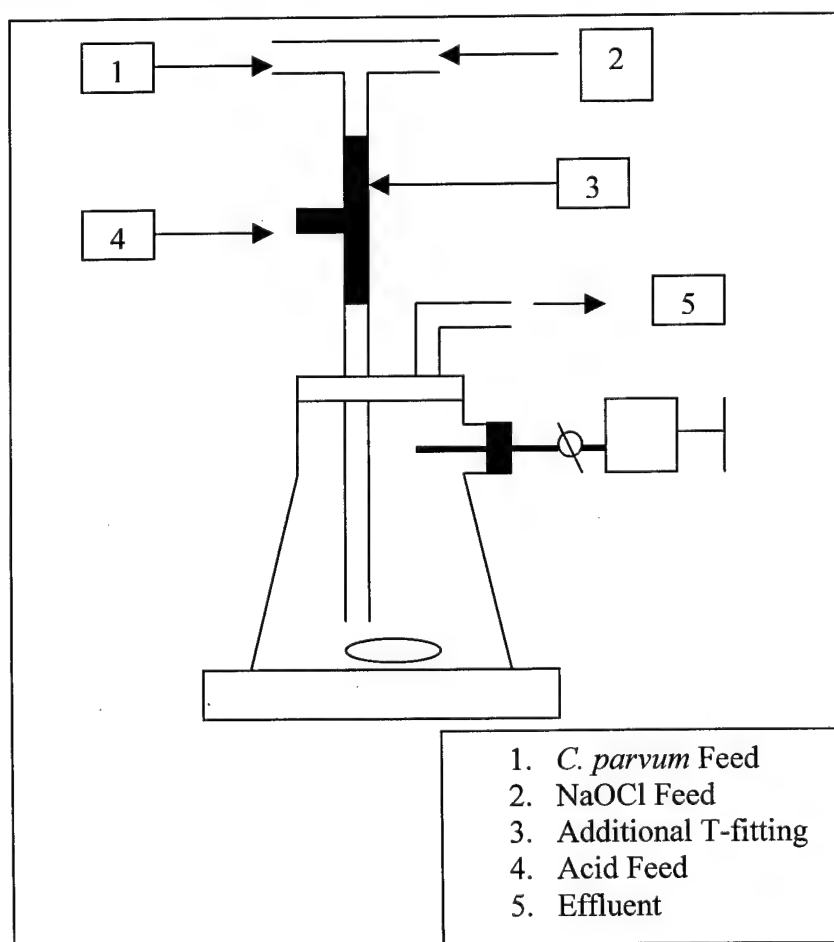 1
2
3
4
5
1. C. parvum Feed
2. NaOCl Feed
3. Additional T-fitting
4. Acid Feed
5. Effluent